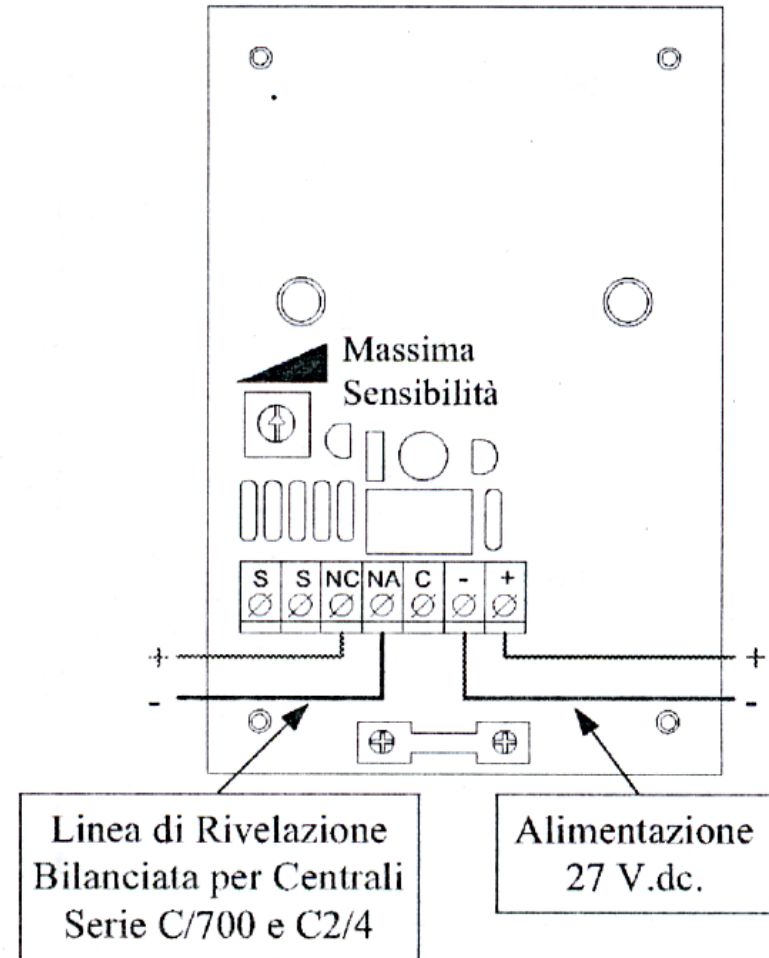 Massima
Sensibilità
S S NC NA C - +
+ +
- -
Linea di Rivelazione
Bilanciata per Centrali
Serie C/700 e C2/4
Alimentazione
27 V.dc.